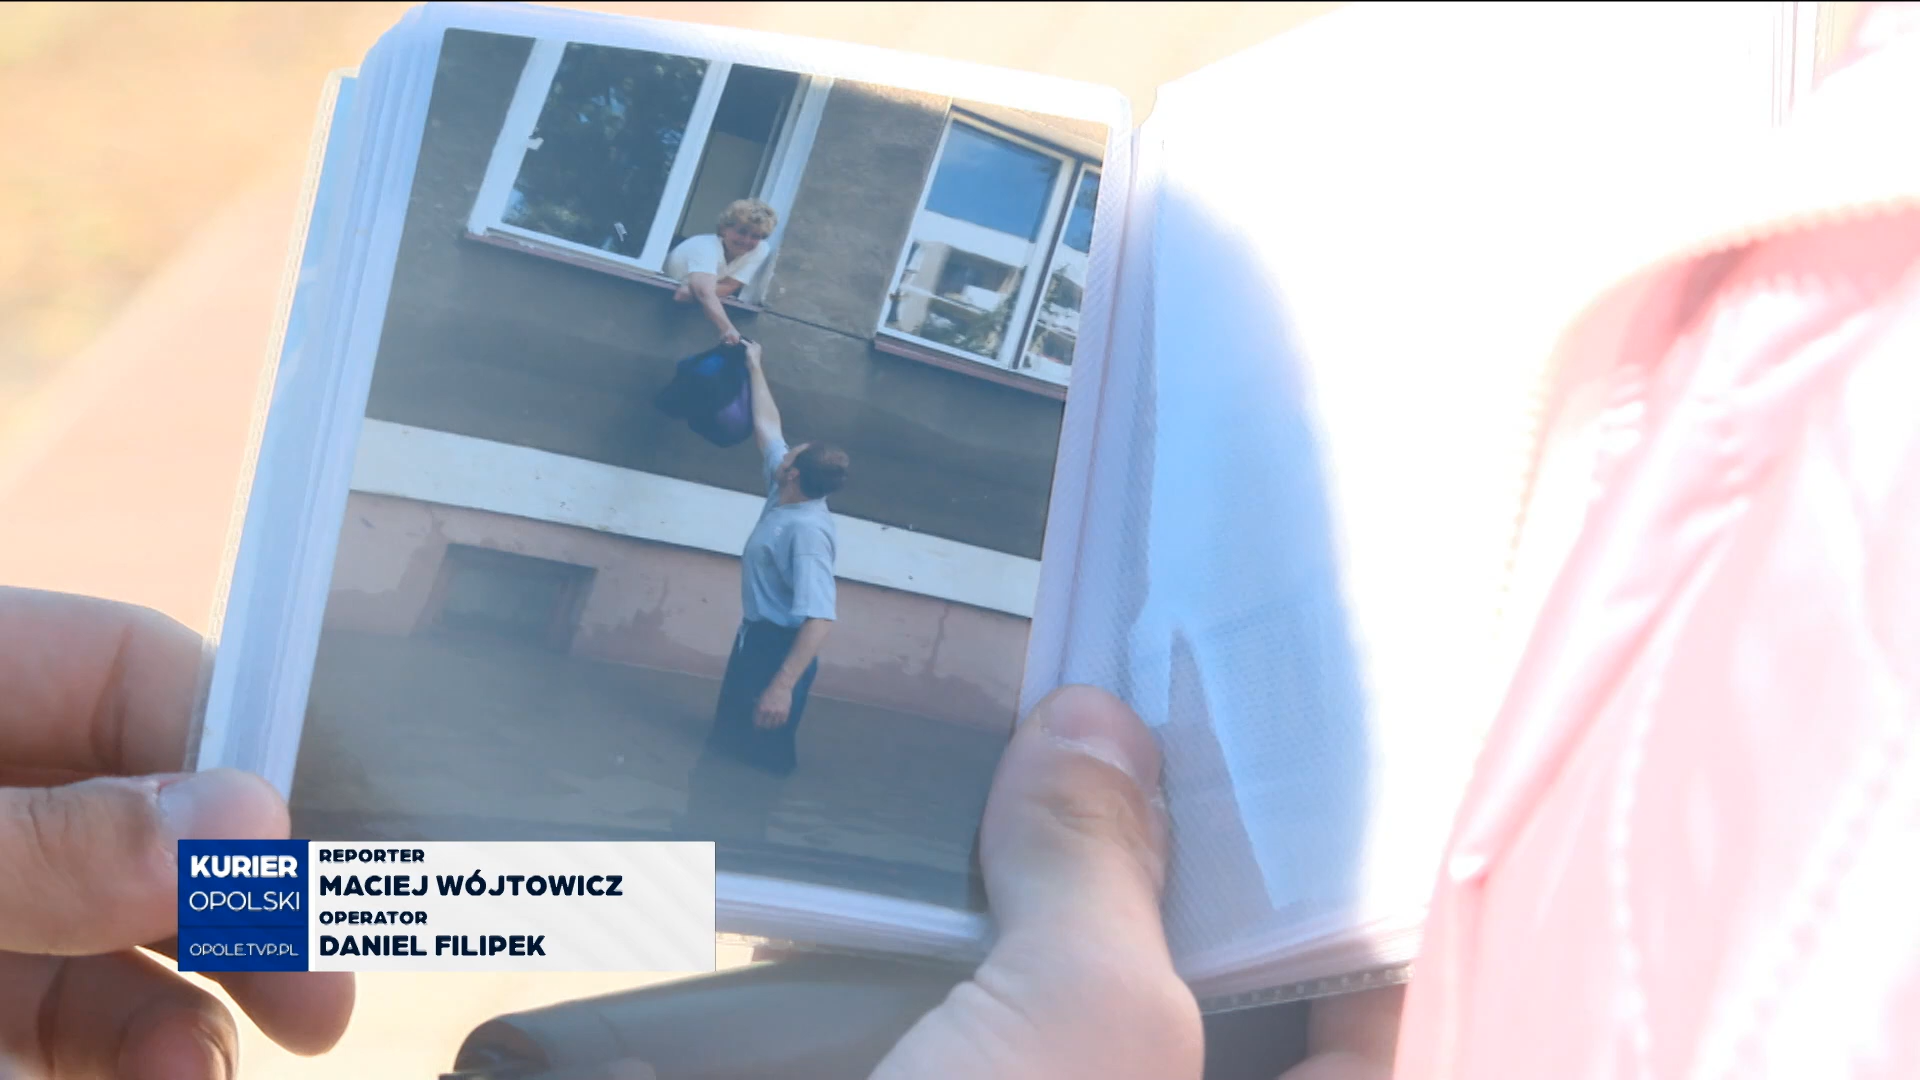 KURIER
OPOLSKI
OPOLE.TVP.PL
REPORTER
MACIEJ WÓJTOWICZ
OPERATOR
DANIEL FILIPEK